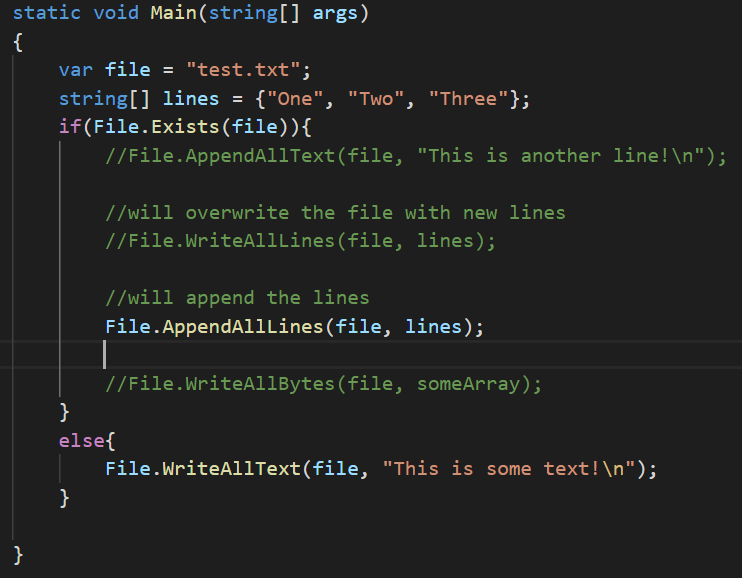 static void Main(string[] args)
{
    var file = "test.txt";
    string[] lines = {"One", "Two", "Three"};
    if(File.Exists(file)){
        //File.AppendAllText(file, "This is another line!\n");

        //will overwrite the file with new lines
        //File.WriteAllLines(file, lines);

        //will append the lines
        File.AppendAllLines(file, lines);

        //File.WriteAllBytes(file, someArray);
    }
    else{
        File.WriteAllText(file, "This is some text!\n");
    }

}